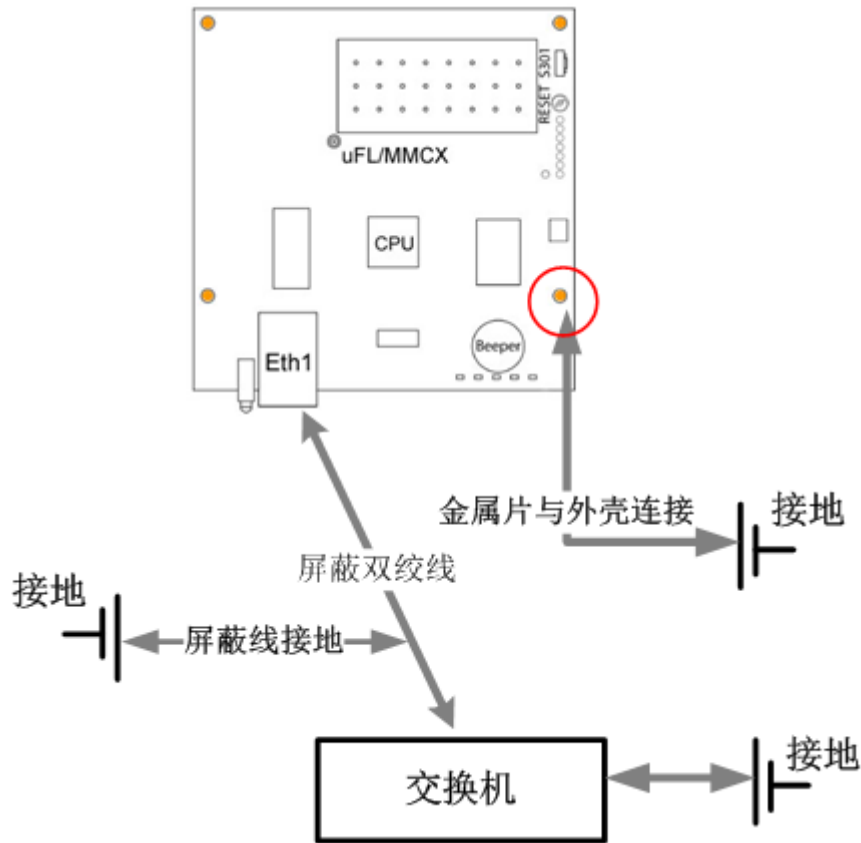 S301
RESET
uFL/MMCX
CPU
Eth1
Beeper
金属片与外壳连接
接地
屏蔽双绞线
接地
屏蔽线接地
交换机
接地